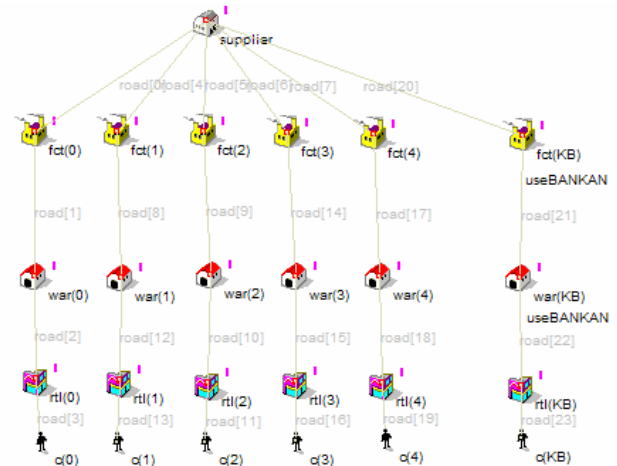 supplier
road[0] road[4] road[5] road[6] road[7] road[20]
fct(0) fct(1) fct(2) fct(3) fct(4) fct(KB)
useBANKAN
road[1] road[8] road[9] road[14] road[17] road[21]
war(0) war(1) war(2) war(3) war(4) war(KB)
useBANKAN
road[2] road[12] road[10] road[15] road[18] road[22]
rtl(0) rtl(1) rtl(2) rtl(3) rtl(4) rtl(KB)
road[3] road[13] road[11] road[16] road[19] road[23]
c(0) c(1) c(2) c(3) c(4) c(KB)